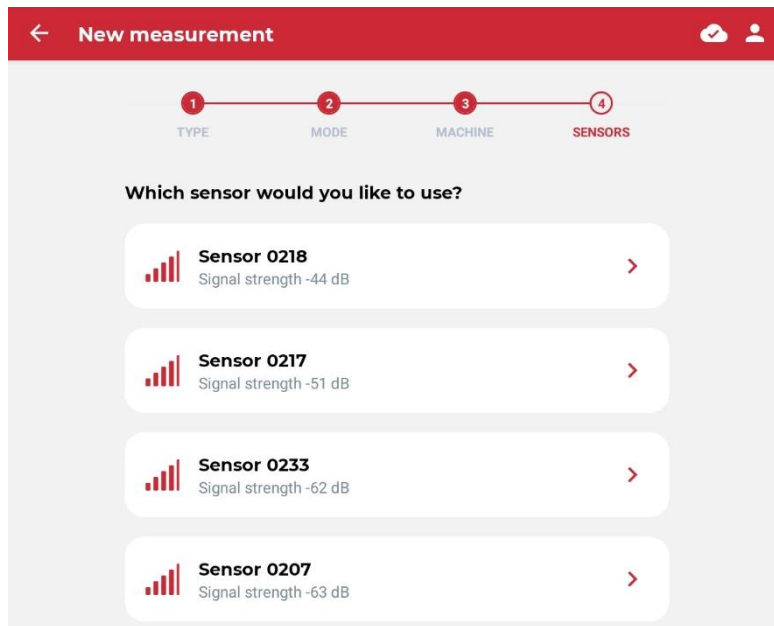 New measurement
1 2 3 4
TYPE MODE MACHINE SENSORS
Which sensor would you like to use?
Sensor 0218
Signal strength -44 dB
Sensor 0217
Signal strength -51 dB
Sensor 0233
Signal strength -62 dB
Sensor 0207
Signal strength -63 dB